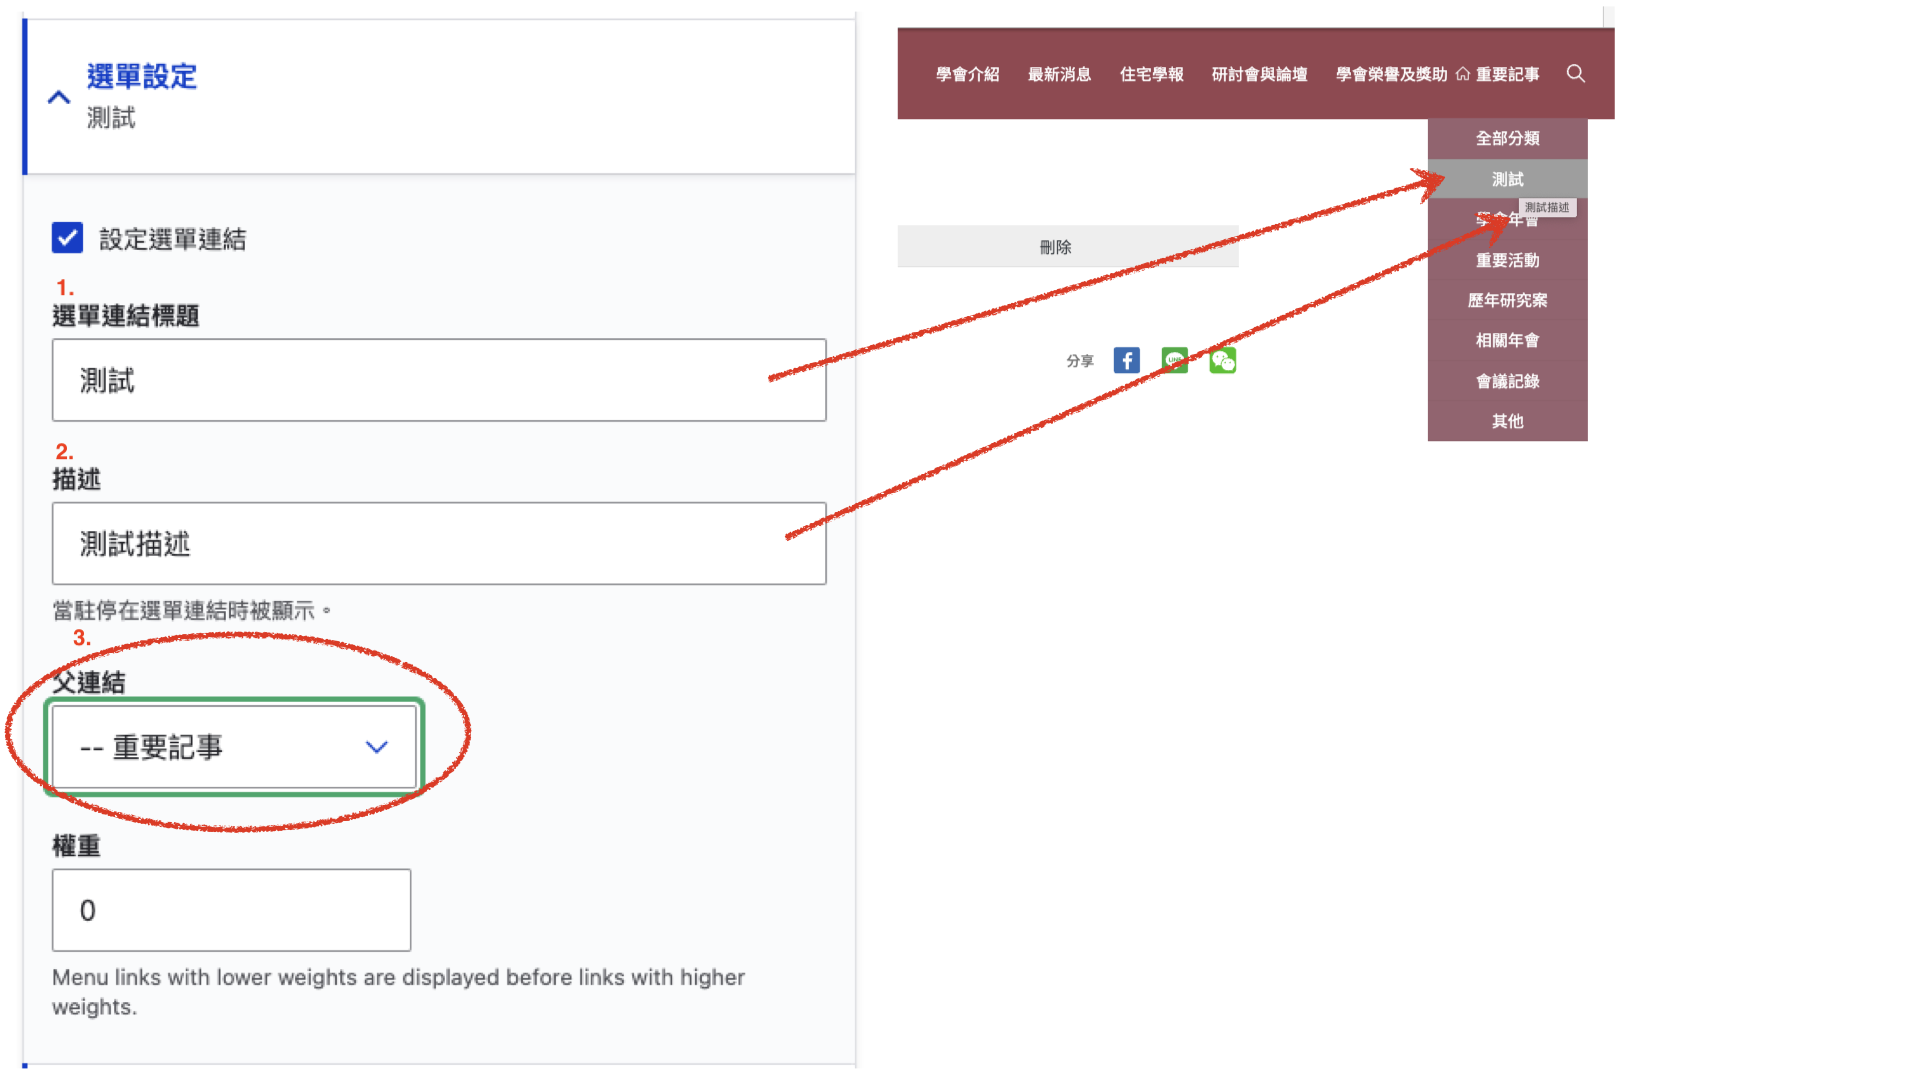 選單設定
測試
設定選單連結
1.
選單連結標題
測試
2.
描述
測試描述
當駐停在選單連結時被顯示。
3.
父連結
-- 重要記事
權重
0
Menu links with lower weights are displayed before links with higher
weights.
學會介紹 最新消息 住宅學報 研討會與論壇 學會榮譽及獎助 重要記事
全部分類
測試
測試描述
學會年會
重要活動
歷年研究案
相關年會
會議記錄
其他
刪除
分享
LINE